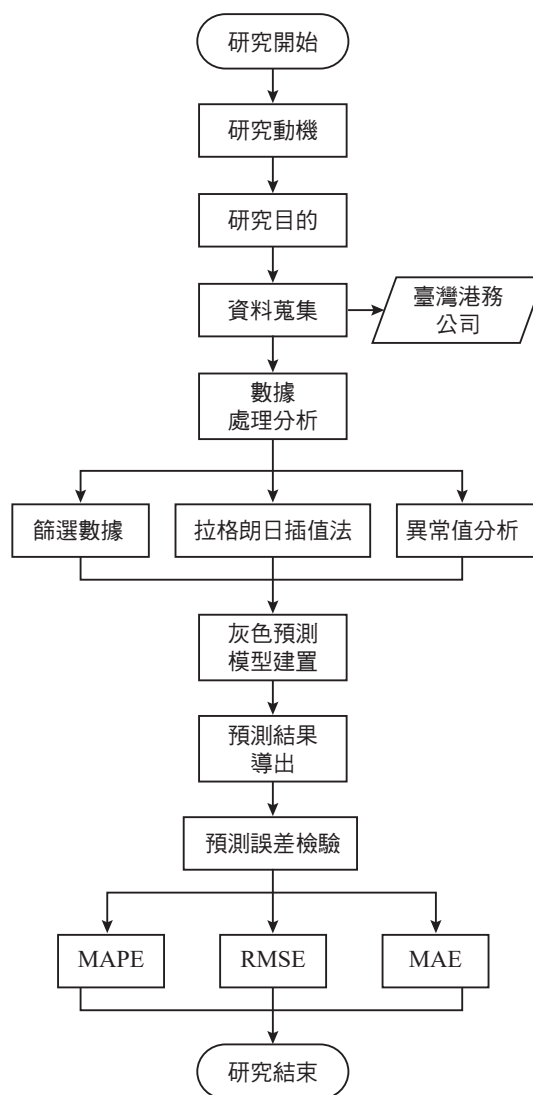 研究開始
研究動機
研究目的
資料蒐集
臺灣港務
公司
數據
處理分析
篩選數據
拉格朗日插值法
異常值分析
灰色預測
模型建置
預測結果
導出
預測誤差檢驗
MAPE
RMSE
MAE
研究結束